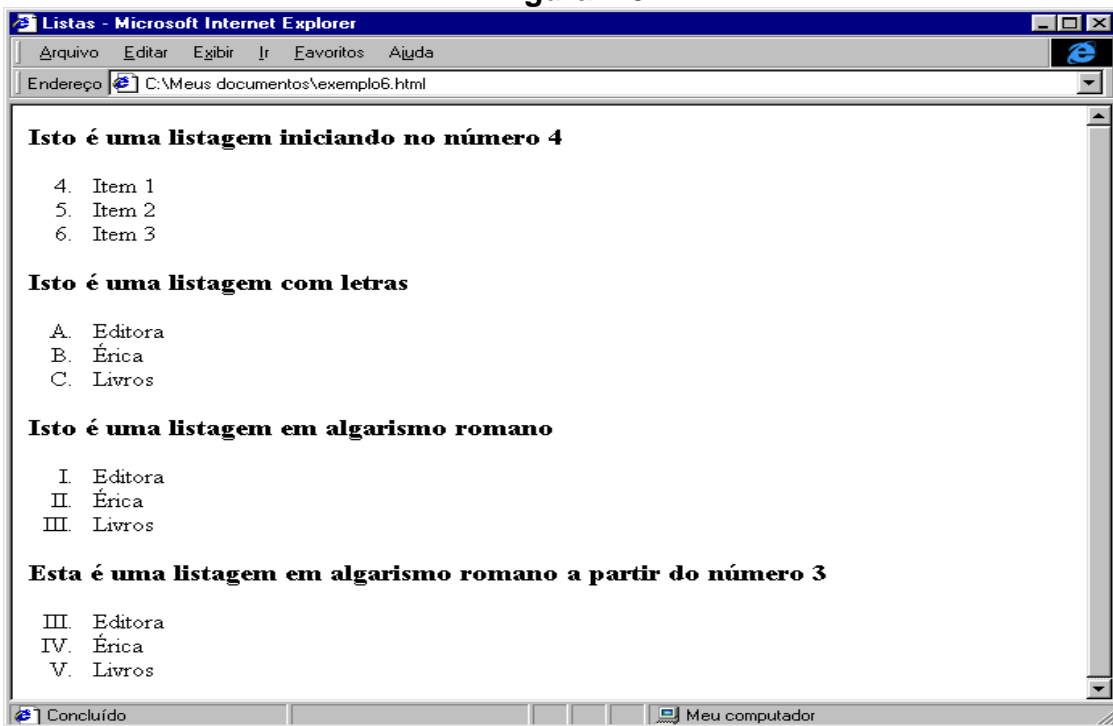 Listas - Microsoft Internet Explorer
Arquivo Editar Exibir Ir Favoritos Ajuda
Endereço C:\Meus documentos\exemplo6.html
Isto é uma listagem iniciando no número 4
4. Item 1
5. Item 2
6. Item 3
Isto é uma listagem com letras
A. Editora
B. Érica
C. Livros
Isto é uma listagem em algarismo romano
I. Editora
II. Érica
III. Livros
Esta é uma listagem em algarismo romano a partir do número 3
III. Editora
IV. Érica
V. Livros
Concluído Meu computador